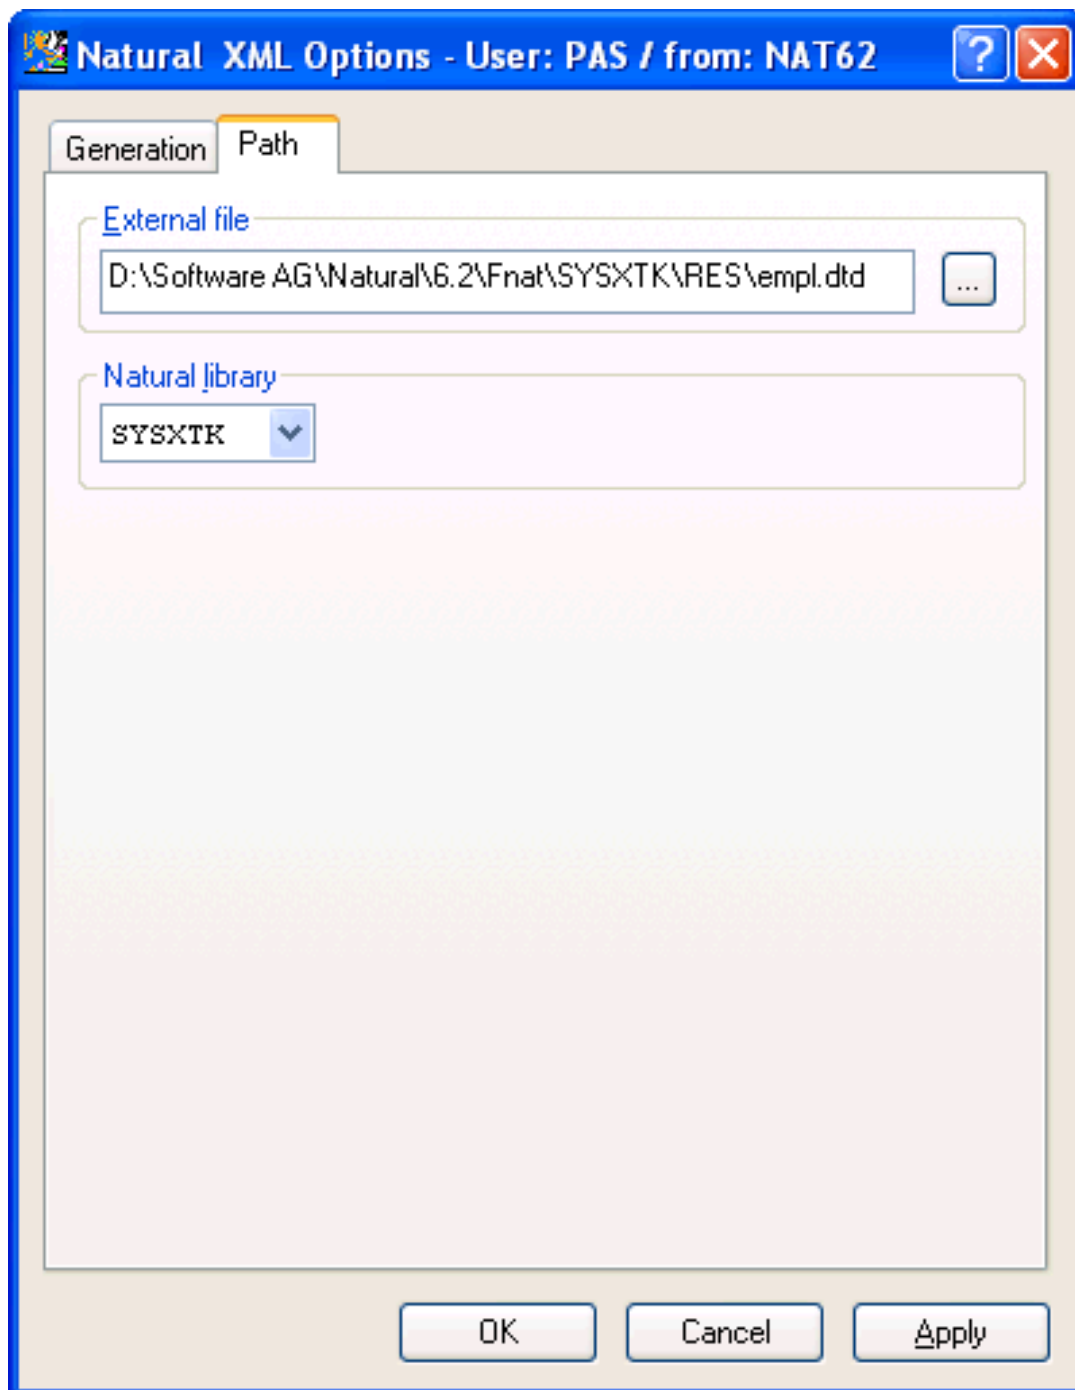 Natural XML Options - User: PAS / from: NAT62
?
Generation Path
External file
D:\Software AG\Natural\6.2\Fnat\SYSXTK\RES\empl.dtd ...
Natural library
SYSXTK
OK Cancel Apply